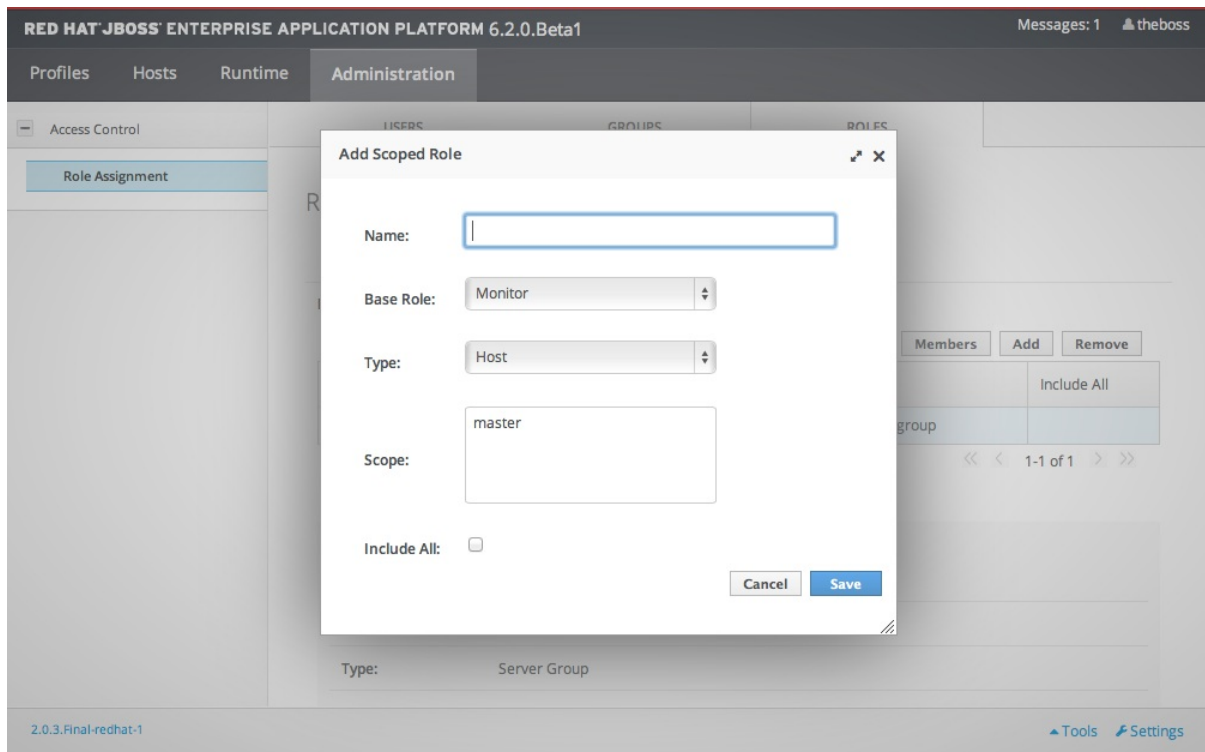 RED HAT JBOSS ENTERPRISE APPLICATION PLATFORM 6.2.0.Beta1
Messages: 1 theboss
Profiles Hosts Runtime Administration
Access Control
USERS GROUPS ROLES
Role Assignment
Add Scoped Role
R
Name:
Base Role: Monitor
Type: Host
Members Add Remove
Include All
master
group
Scope:
1-1 of 1
Include All:
Cancel Save
Type: Server Group
2.0.3.Final-redhat-1
Tools Settings